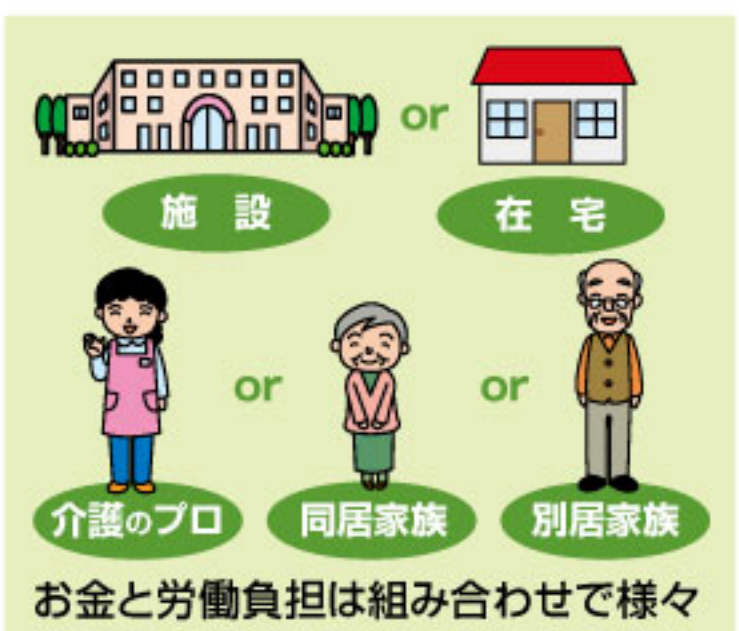 or
施 設
在 宅
or
or
介護のプロ
同居家族
別居家族
お金と労働負担は組み合わせで様々